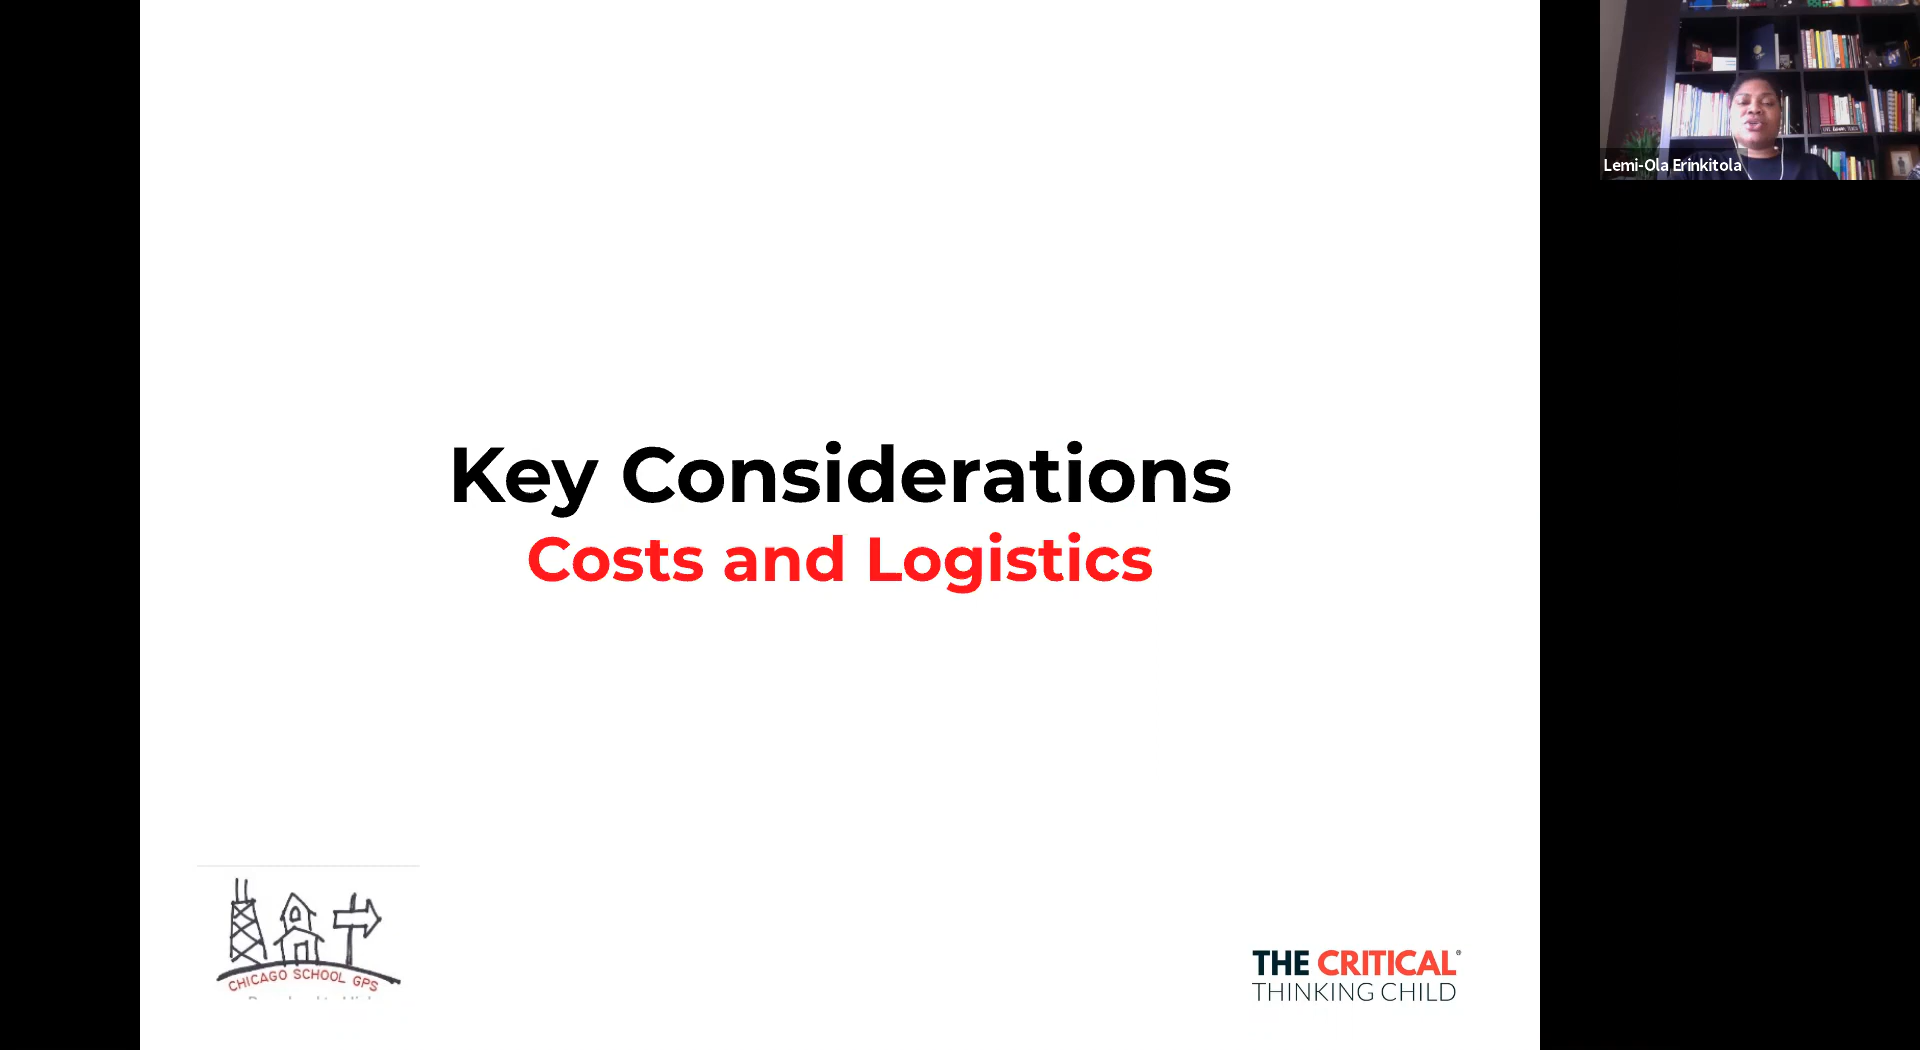 Key Considerations
Costs and Logistics
CHICAGO SCHOOL GPS
THE CRITICAL®
THINKING CHILD
Lemi-Ola Erinkitola